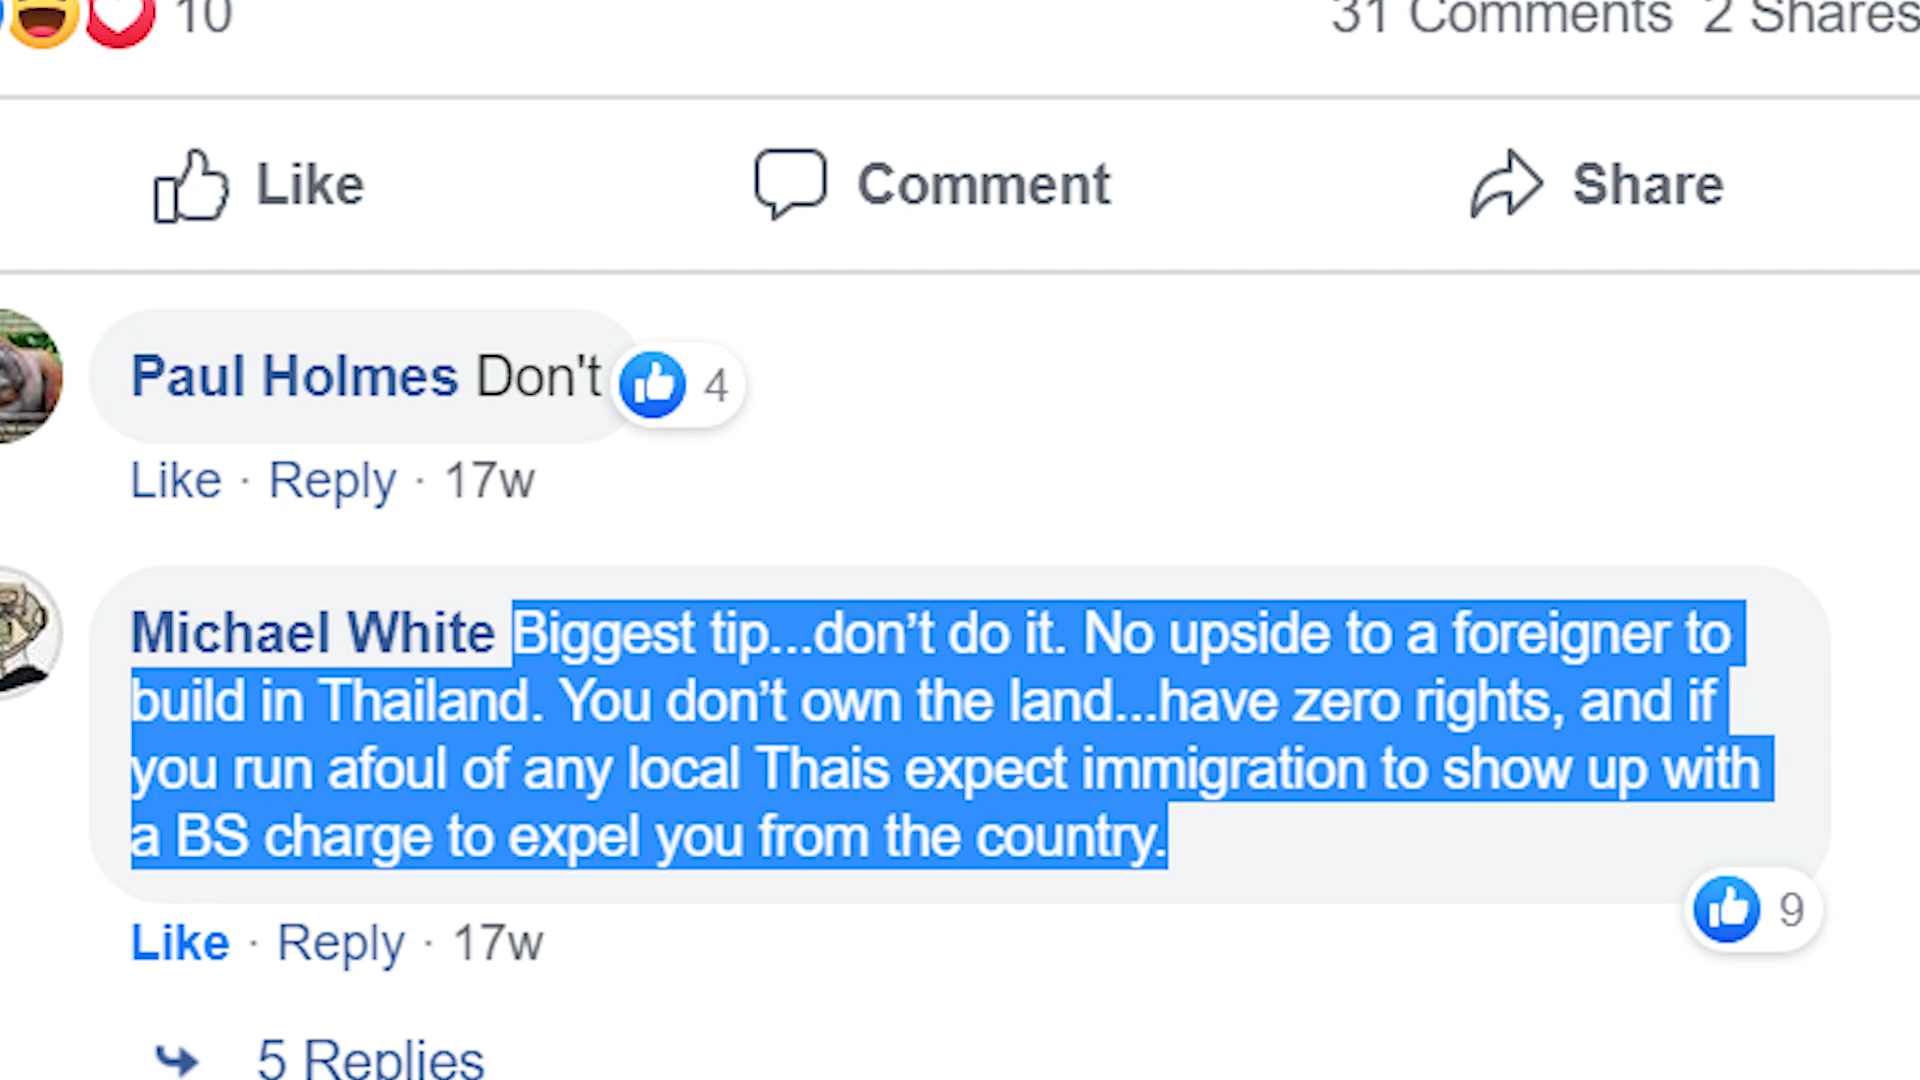 10 31 Comments 2 Shares
Like Comment Share
Paul Holmes Don't 4
Like · Reply · 17w
Michael White Biggest tip...don’t do it. No upside to a foreigner to
build in Thailand. You don’t own the land...have zero rights, and if
you run afoul of any local Thais expect immigration to show up with
a BS charge to expel you from the country.
9
Like · Reply · 17w
5 Replies